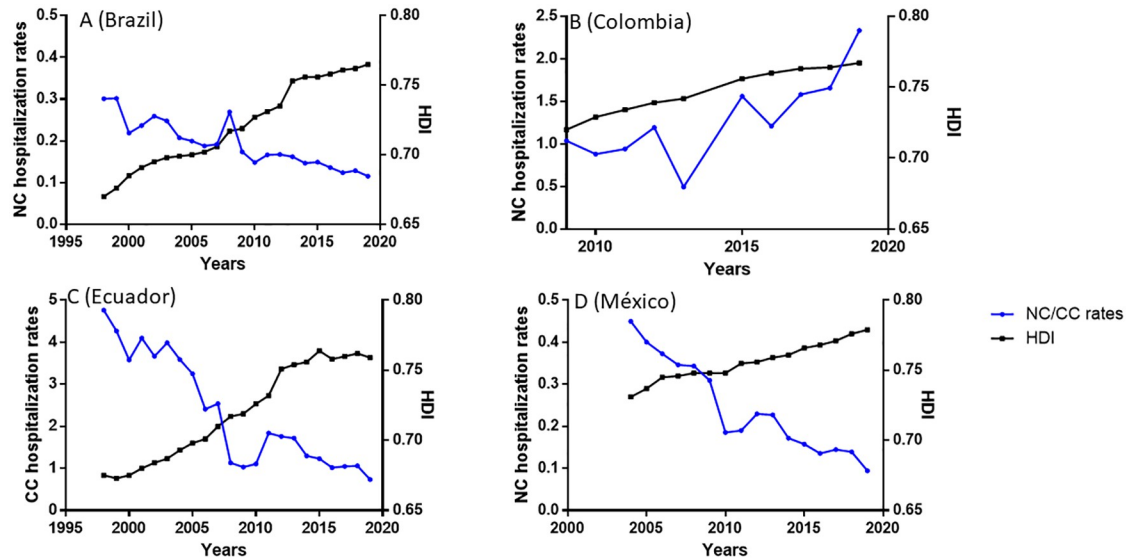 A (Brazil)
NC hospitalization rates
0.5
0.4
0.3
0.2
0.1
0.0
0.80
0.75
0.70
0.65
HDI
1995 2000 2005 2010 2015 2020
Years
B (Colombia)
NC hospitalization rates
2.5
2.0
1.5
1.0
0.5
0.0
0.80
0.75
0.70
0.65
HDI
2010 2015 2020
Years
C (Ecuador)
CC hospitalization rates
5
4
3
2
1
0
0.80
0.75
0.70
0.65
HDI
1995 2000 2005 2010 2015 2020
Years
D (México)
NC hospitalization rates
0.5
0.4
0.3
0.2
0.1
0.0
0.80
0.75
0.70
0.65
HDI
2000 2005 2010 2015 2020
Years
NC/CC rates
HDI